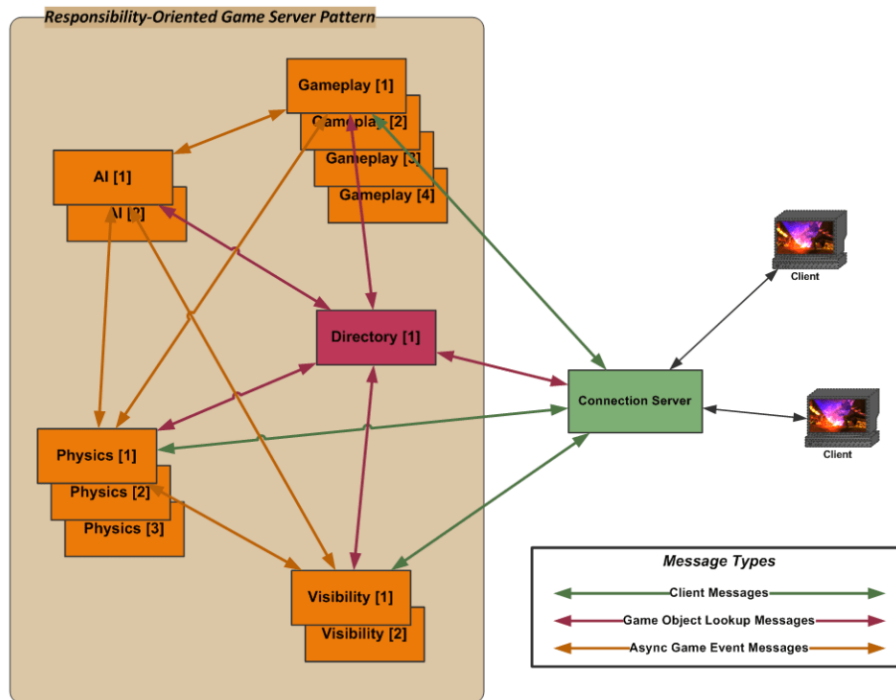 Responsibility-Oriented Game Server Pattern
Gameplay [1]
Gameplay [2]
Gameplay [3]
Gameplay [4]
AI [1]
AI [2]
Client
Directory [1]
Connection Server
Client
Physics [1]
Physics [2]
Physics [3]
Visibility [1]
Visibility [2]
Message Types
Client Messages
Game Object Lookup Messages
Async Game Event Messages